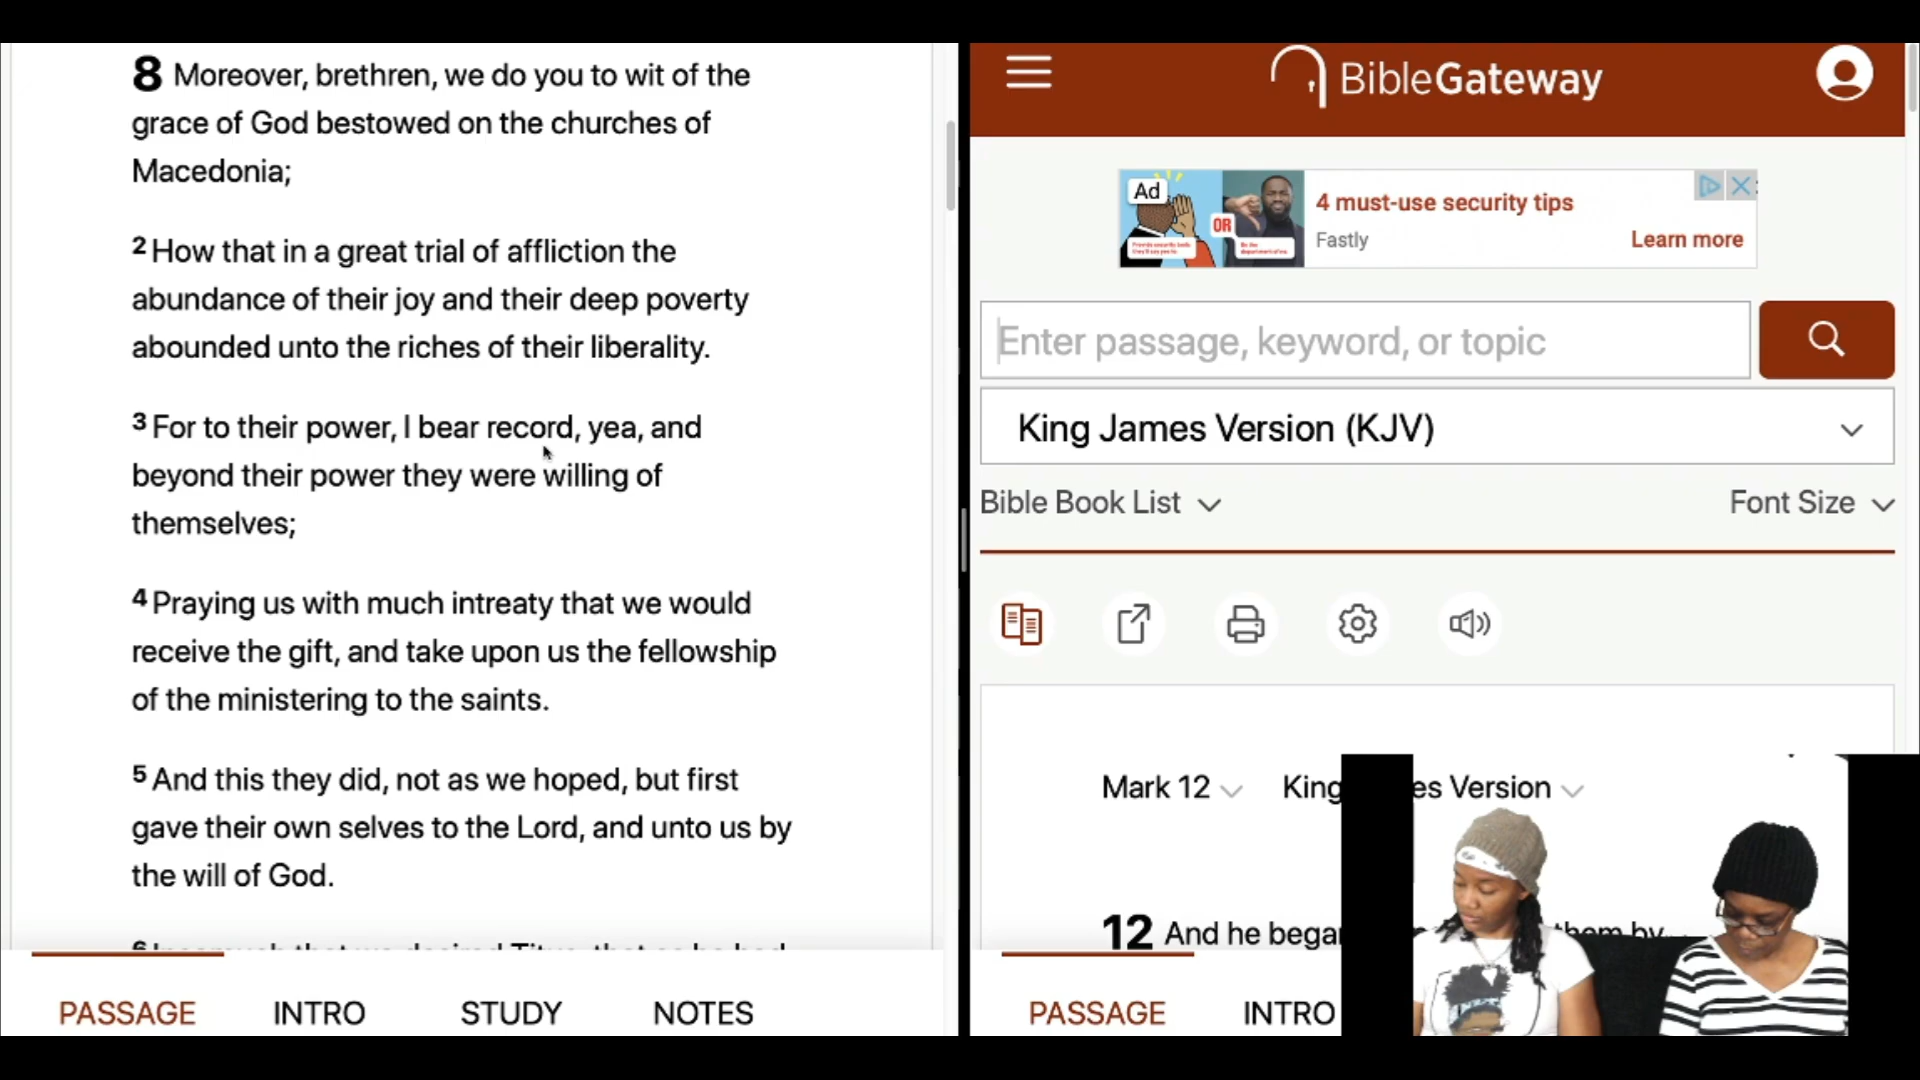 8 Moreover, brethren, we do you to wit of the
grace of God bestowed on the churches of
Macedonia;
2 How that in a great trial of affliction the
abundance of their joy and their deep poverty
abounded unto the riches of their liberality.
3 For to their power, I bear record, yea, and
beyond their power they were willing of
themselves;
4 Praying us with much intreaty that we would
receive the gift, and take upon us the fellowship
of the ministering to the saints.
5 And this they did, not as we hoped, but first
gave their own selves to the Lord, and unto us by
the will of God.
PASSAGE INTRO STUDY NOTES
BibleGateway
Ad
OR
4 must-use security tips
Fastly
Learn more
Enter passage, keyword, or topic
King James Version (KJV)
Bible Book List
Font Size
Mark 12 King es Version
12 And he began them by
PASSAGE INTRO